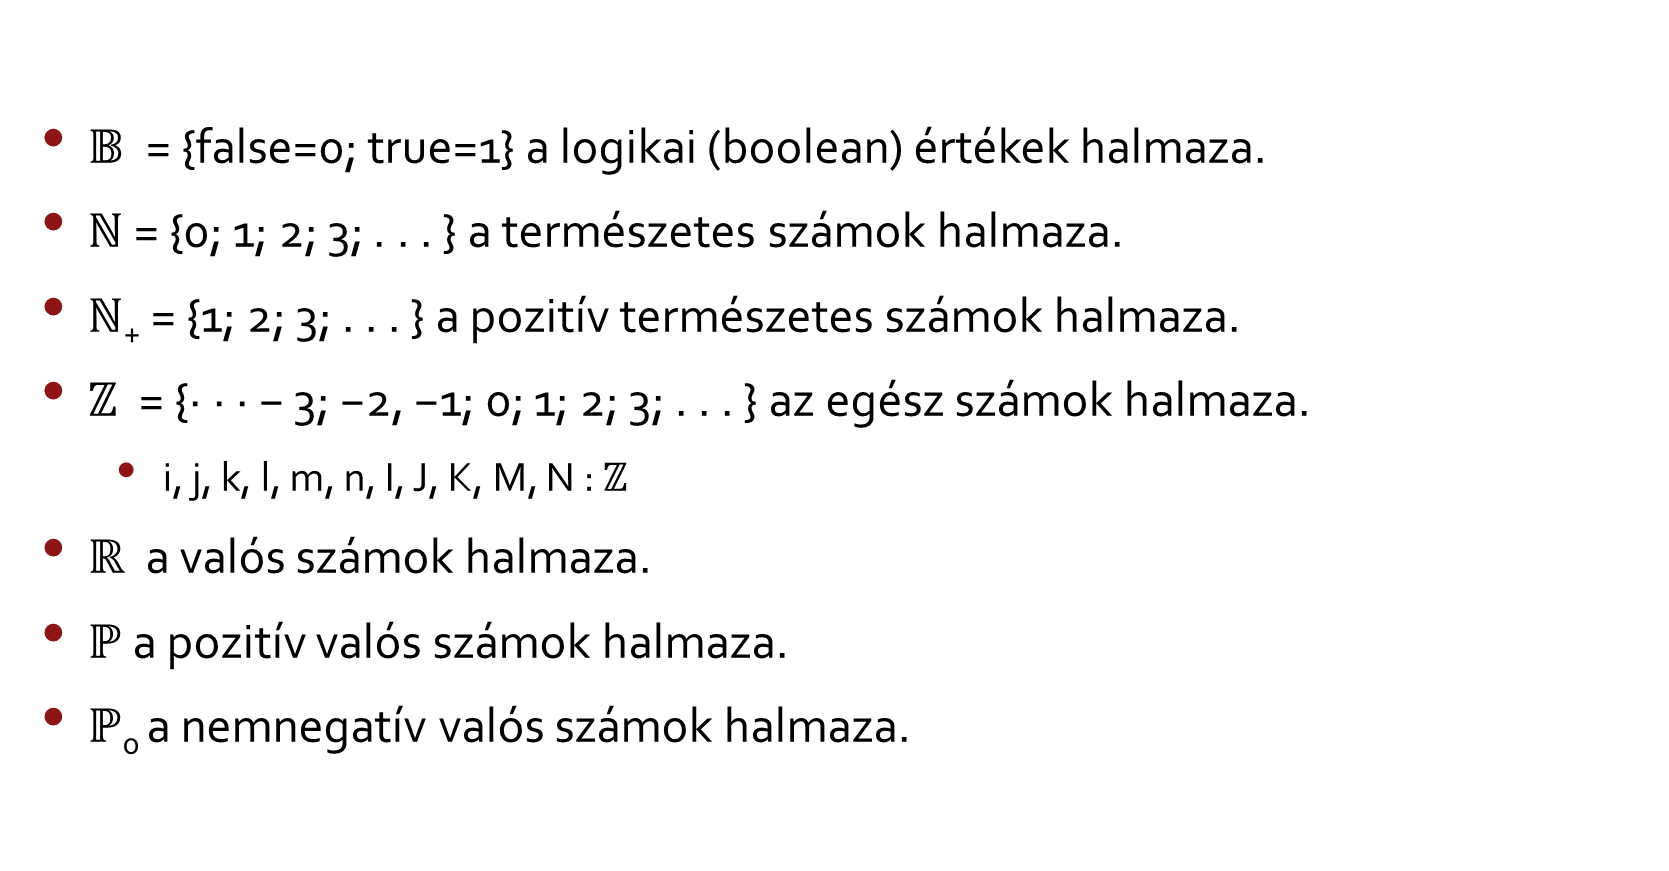 • 𝔹 = {false=0; true=1} a logikai (boolean) értékek halmaza.
• ℕ = {0; 1; 2; 3; . . . } a természetes számok halmaza.
• ℕ₊ = {1; 2; 3; . . . } a pozitív természetes számok halmaza.
• ℤ = {· · · − 3; −2, −1; 0; 1; 2; 3; . . . } az egész számok halmaza.
• i, j, k, l, m, n, I, J, K, M, N : ℤ
• ℝ a valós számok halmaza.
• ℙ a pozitív valós számok halmaza.
• ℙ₀ a nemnegatív valós számok halmaza.